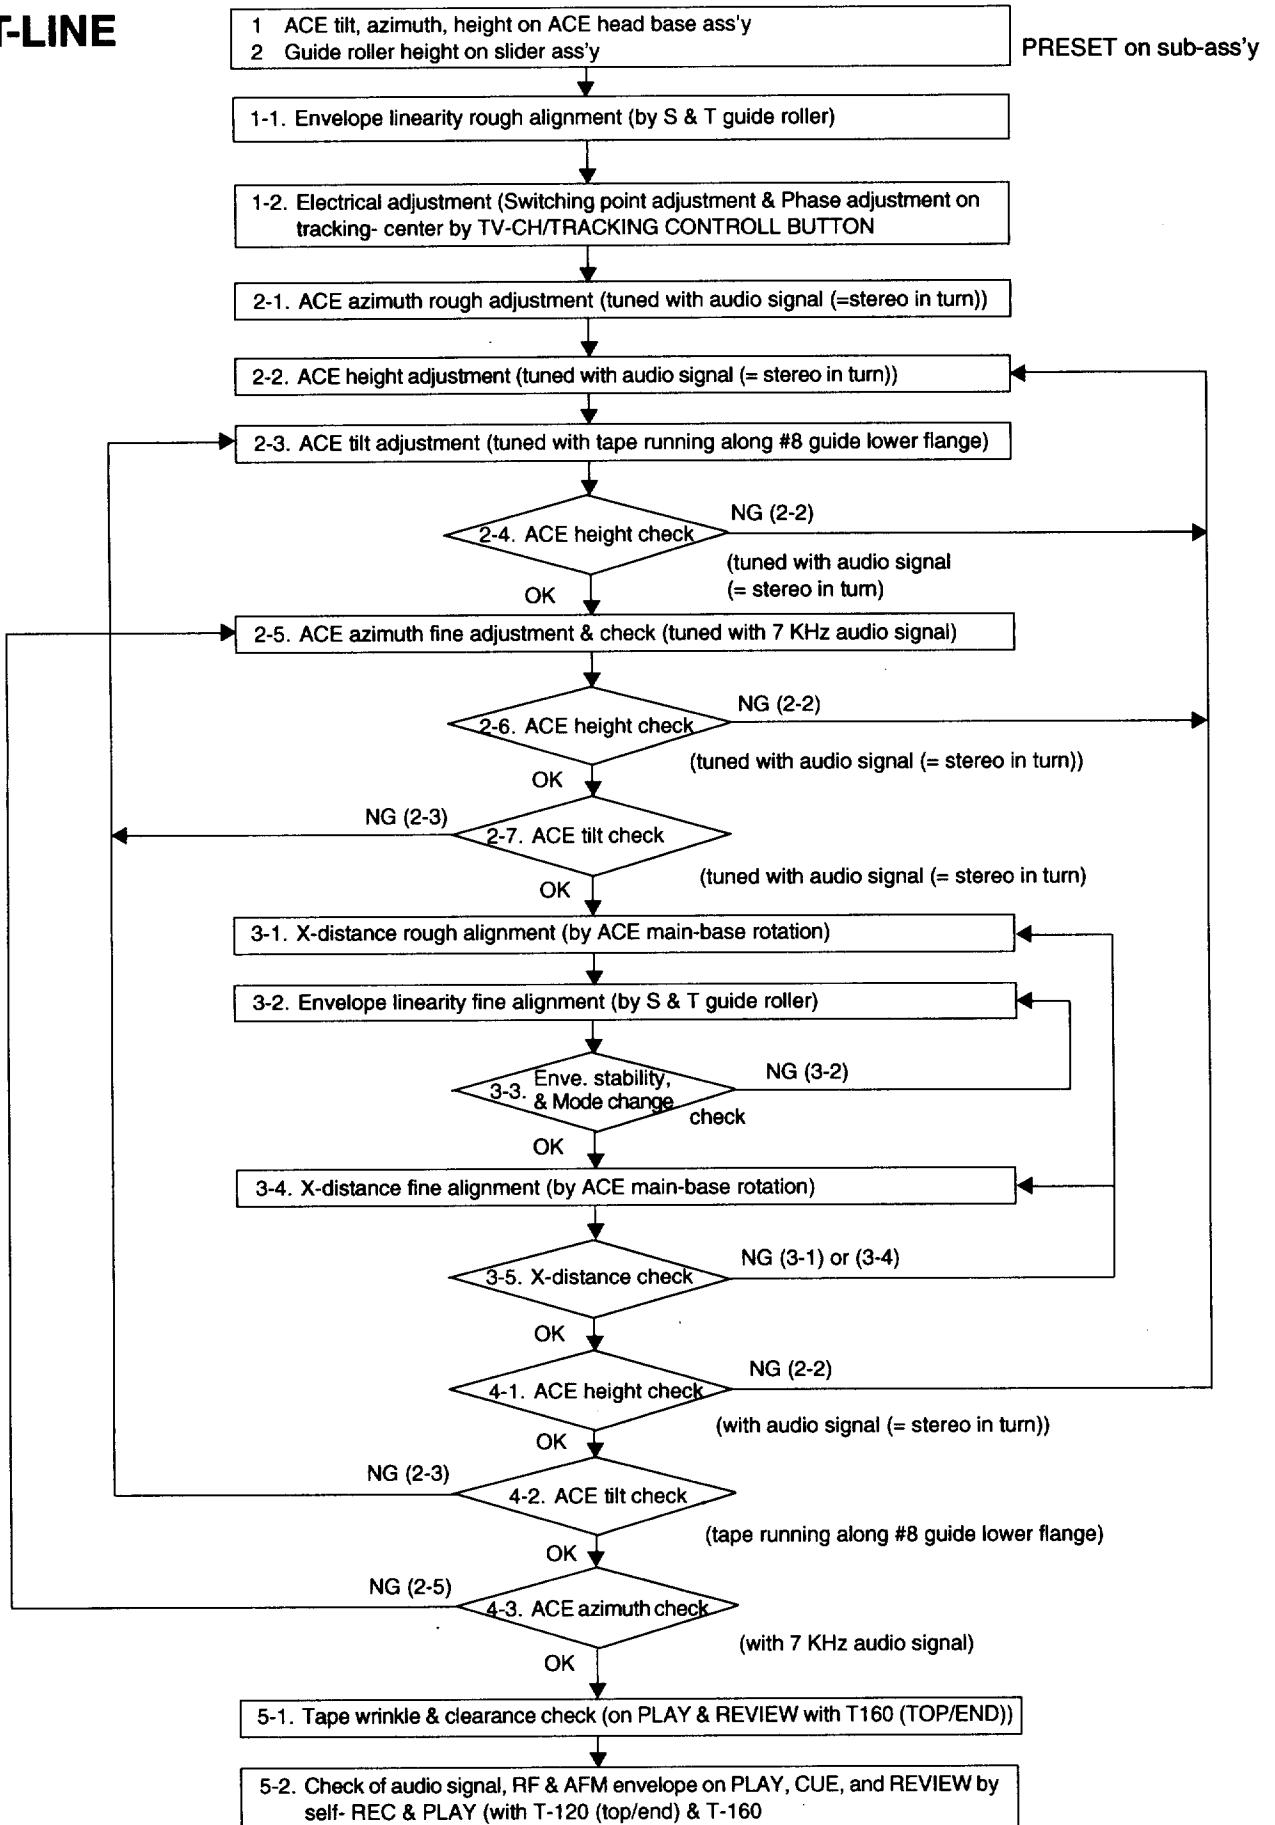 T-LINE
1 ACE tilt, azimuth, height on ACE head base ass'y
2 Guide roller height on slider ass'y
PRESET on sub-ass'y
1-1. Envelope linearity rough alignment (by S & T guide roller)
1-2. Electrical adjustment (Switching point adjustment & Phase adjustment on
tracking- center by TV-CH/TRACKING CONTROLL BUTTON
2-1. ACE azimuth rough adjustment (tuned with audio signal (=stereo in turn))
2-2. ACE height adjustment (tuned with audio signal (= stereo in turn))
2-3. ACE tilt adjustment (tuned with tape running along #8 guide lower flange)
NG (2-2)
2-4. ACE height check
(tuned with audio signal
(= stereo in turn)
OK
2-5. ACE azimuth fine adjustment & check (tuned with 7 KHz audio signal)
NG (2-2)
2-6. ACE height check
(tuned with audio signal (= stereo in turn))
OK
NG (2-3)
2-7. ACE tilt check
(tuned with audio signal (= stereo in turn)
OK
3-1. X-distance rough alignment (by ACE main-base rotation)
3-2. Envelope linearity fine alignment (by S & T guide roller)
NG (3-2)
3-3. Enve. stability,
& Mode change
check
OK
3-4. X-distance fine alignment (by ACE main-base rotation)
NG (3-1) or (3-4)
3-5. X-distance check
OK
NG (2-2)
4-1. ACE height check
(with audio signal (= stereo in turn))
OK
NG (2-3)
4-2. ACE tilt check
(tape running along #8 guide lower flange)
OK
NG (2-5)
4-3. ACE azimuth check
(with 7 KHz audio signal)
OK
5-1. Tape wrinkle & clearance check (on PLAY & REVIEW with T160 (TOP/END))
5-2. Check of audio signal, RF & AFM envelope on PLAY, CUE, and REVIEW by
self- REC & PLAY (with T-120 (top/end) & T-160